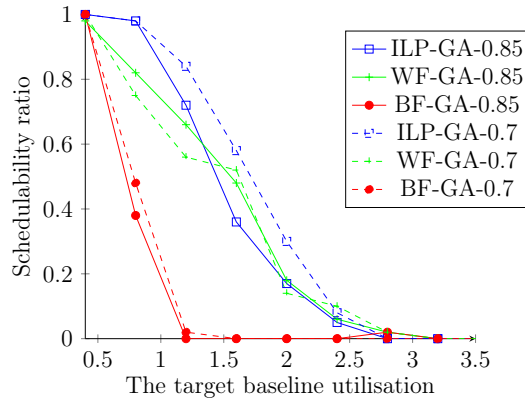 Schedulability ratio
1
0.8
0.6
0.4
0.2
0
0.5
1
1.5
2
2.5
3
3.5
The target baseline utilisation
ILP-GA-0.85
WF-GA-0.85
BF-GA-0.85
ILP-GA-0.7
WF-GA-0.7
BF-GA-0.7